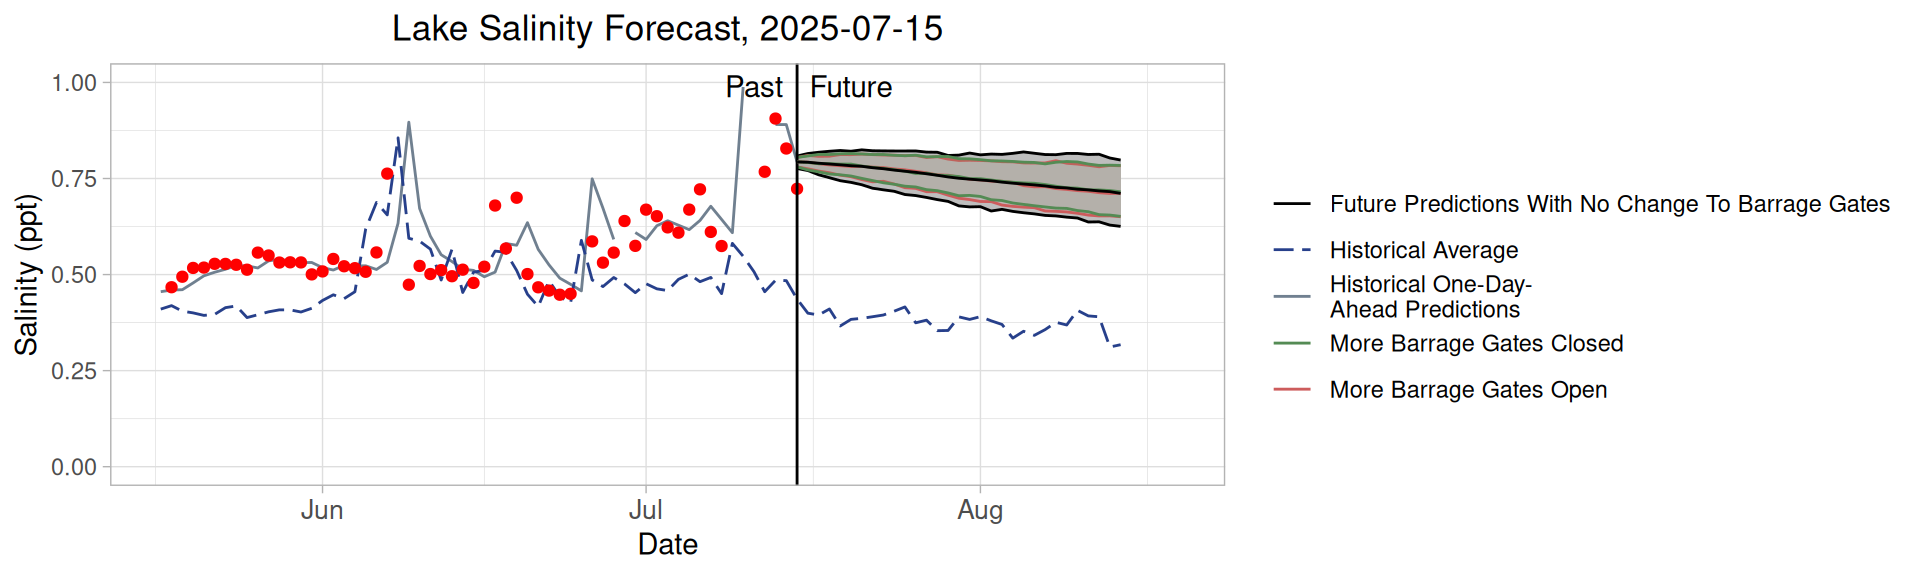 Lake Salinity Forecast, 2025-07-15
Past
Future
1.00
0.75
0.50
0.25
0.00
Salinity (ppt)
Jun
Jul
Aug
Date
Future Predictions With No Change To Barrage Gates
Historical Average
Historical One-Day-
Ahead Predictions
More Barrage Gates Closed
More Barrage Gates Open